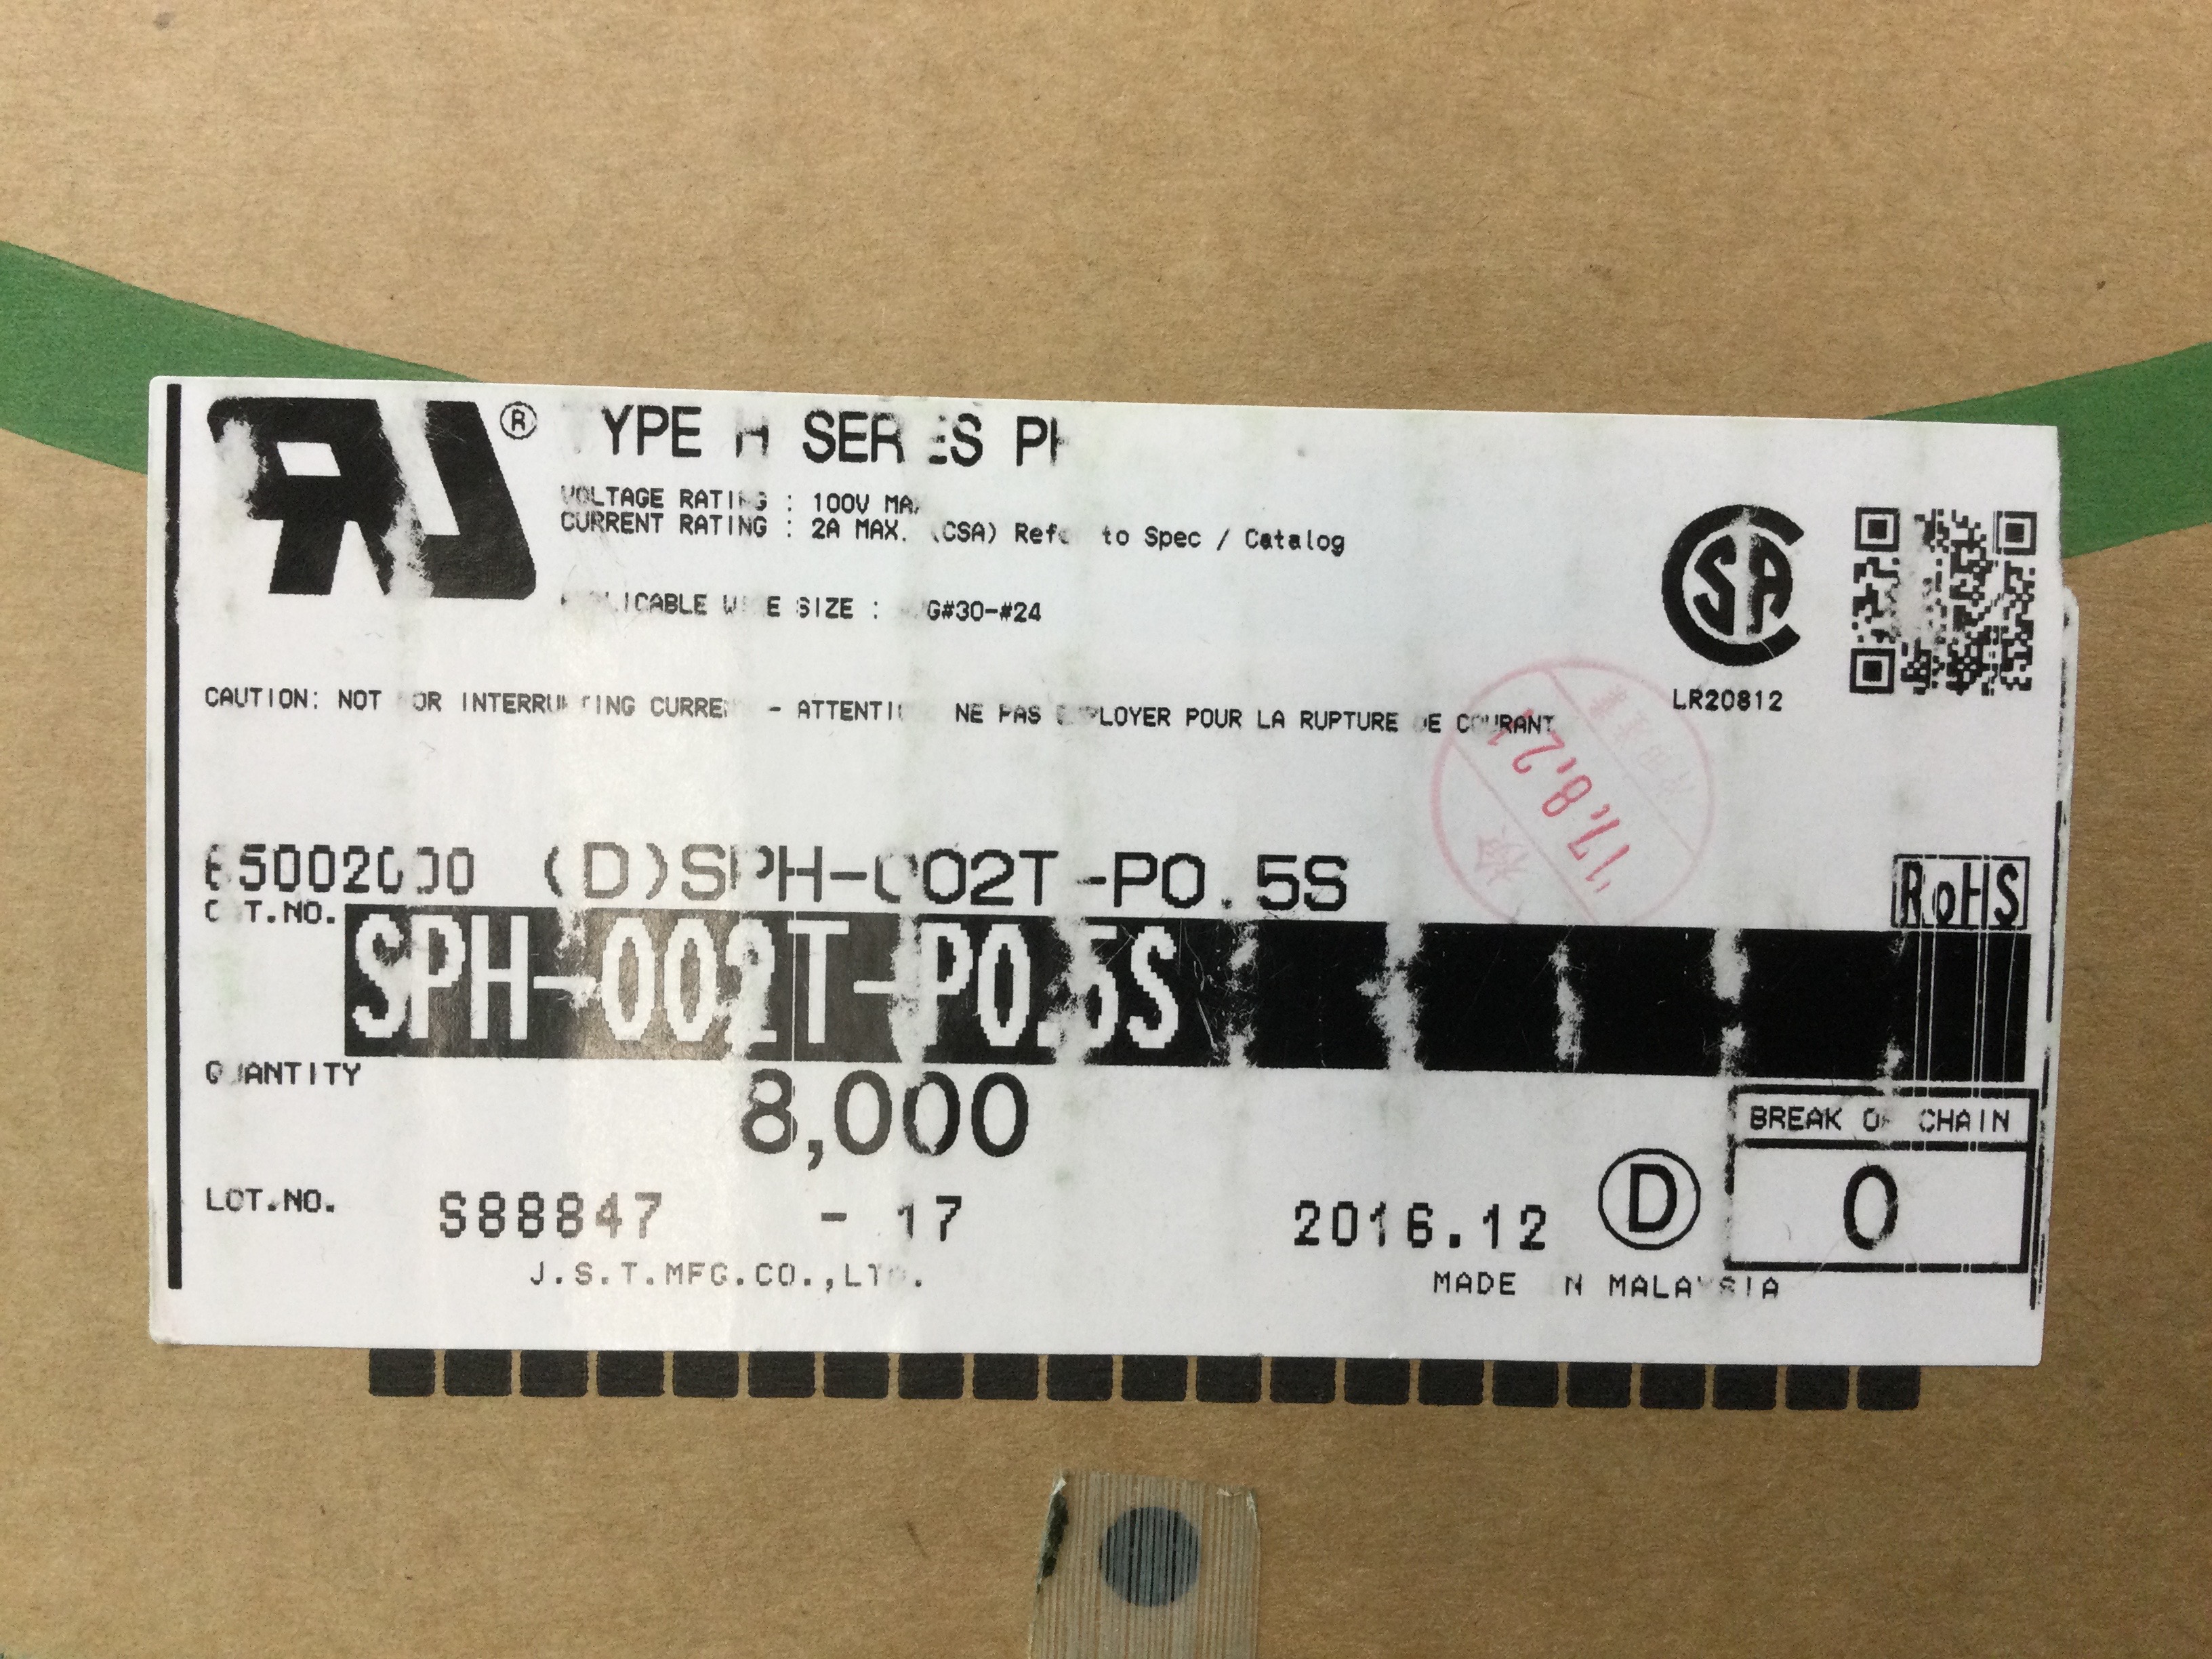 ®
TYPE H SERIES PH
VOLTAGE RATING : 100V MAX.
CURRENT RATING : 2A MAX. (CSA) Refer to Spec / Catalog
APPLICABLE WIRE SIZE : AWG#30-#24
CSA
LR20812
CAUTION: NOT FOR INTERRUPTING CURRENT - ATTENTION: NE PAS EMPLOYER POUR LA RUPTURE DE COURANT
'17.8.21
(D)SPH-002T-P0.5S
RoHS
CAT.NO.
SPH-002T-P0.5S
QUANTITY
8,000
BREAK OF CHAIN
0
LOT.NO. S88847 - 17
2016.12 D
J.S.T.MFG.CO.,LTD.
MADE IN MALAYSIA